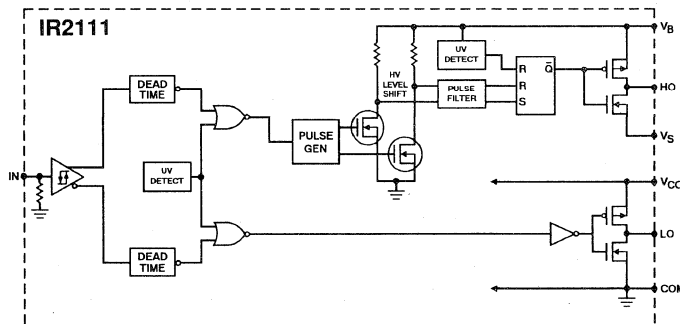 IR2111
VB
UV
DETECT
R
Q
HV
LEVEL
SHIFT
R
S
PULSE
FILTER
HO
VS
DEAD
TIME
PULSE
GEN
IN
UV
DETECT
VCC
LO
DEAD
TIME
COM